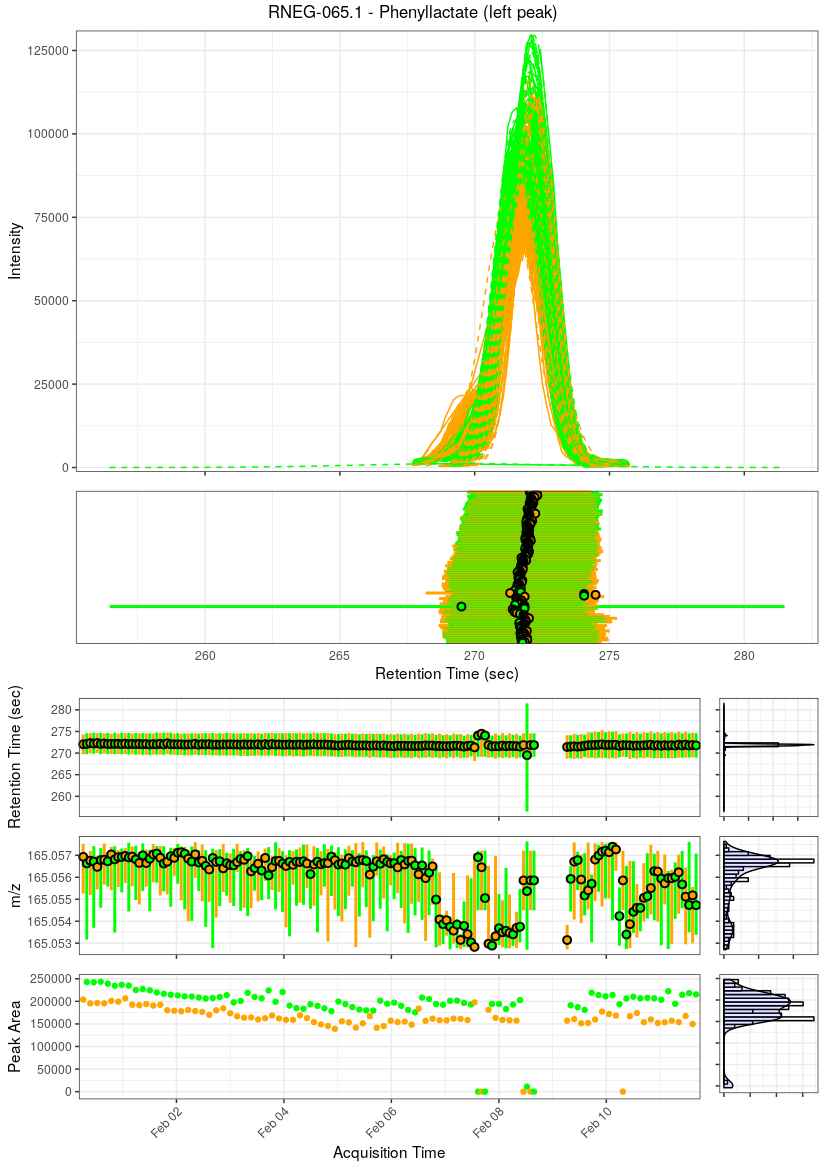 RNEG-065.1 - Phenyllactate (left peak)
125000
100000
75000
50000
25000
0
Intensity
260
265
270
275
280
Retention Time (sec)
280
275
270
265
260
Retention Time (sec)
165.057
165.056
165.055
165.054
165.053
m/z
250000
200000
150000
100000
50000
0
Peak Area
Feb 02
Feb 04
Feb 06
Feb 08
Feb 10
Acquisition Time